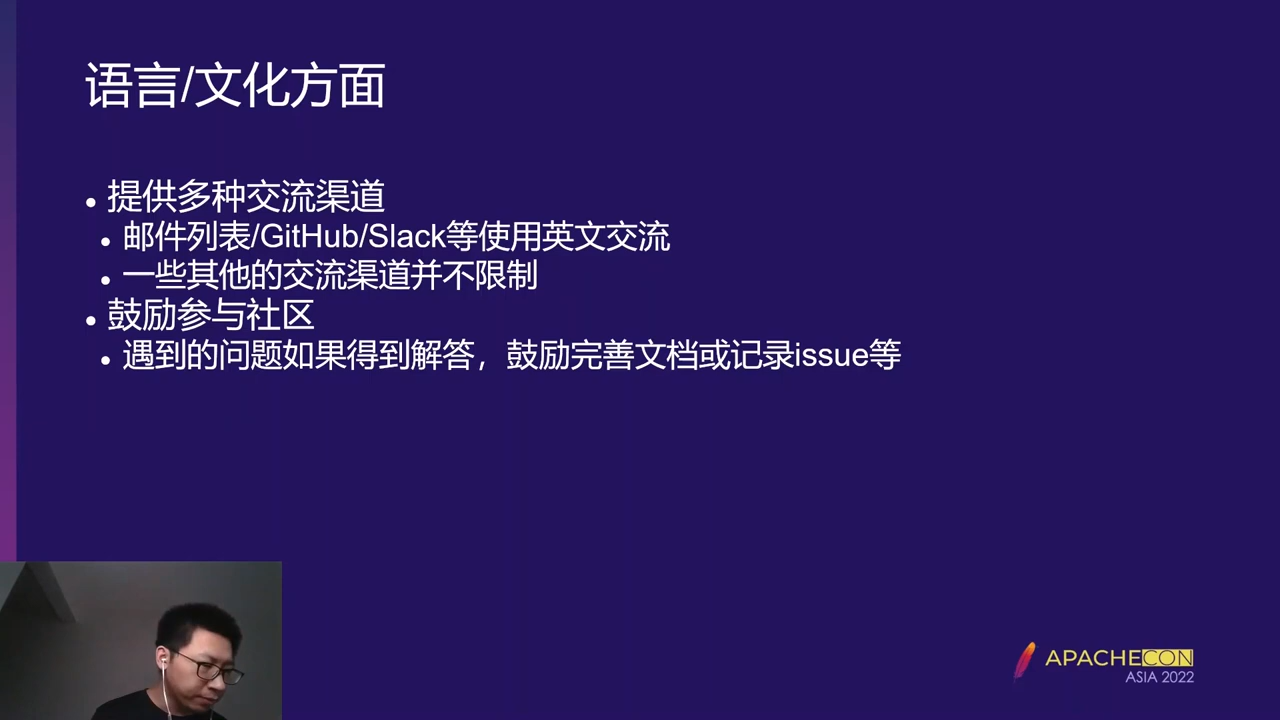 语言/文化方面
• 提供多种交流渠道
• 邮件列表/GitHub/Slack等使用英文交流
• 一些其他的交流渠道并不限制
• 鼓励参与社区
• 遇到的问题如果得到解答，鼓励完善文档或记录issue等
APACHECON
ASIA 2022